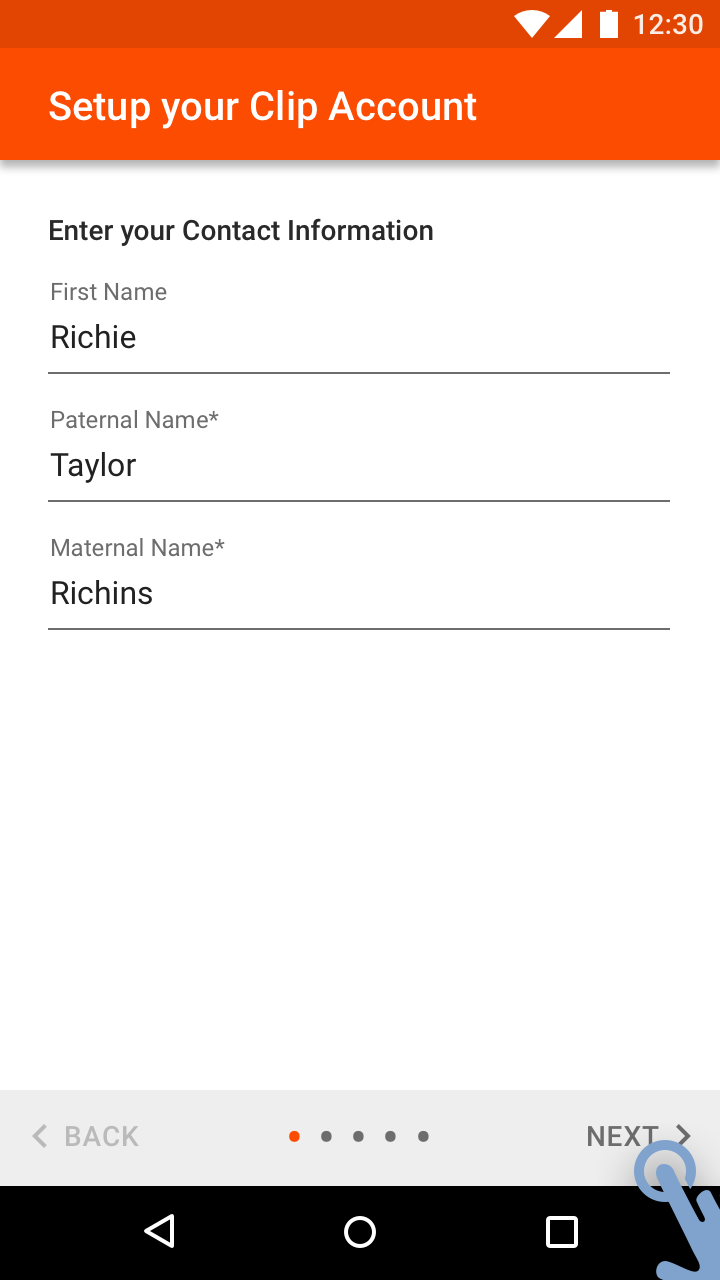 12:30
Setup your Clip Account
Enter your Contact Information
First Name
Richie
Paternal Name*
Taylor
Maternal Name*
Richins
BACK NEXT